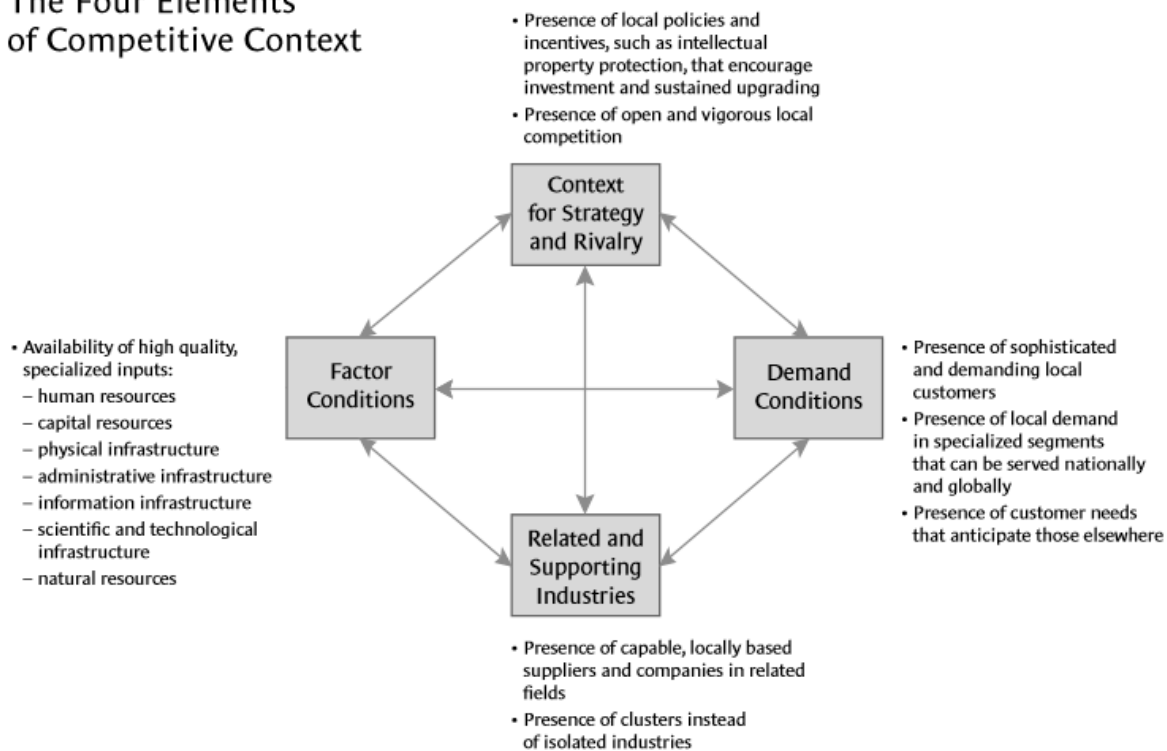 The Four Elements
of Competitive Context
• Presence of local policies and
incentives, such as intellectual
property protection, that encourage
investment and sustained upgrading
• Presence of open and vigorous local
competition
Context
for Strategy
and Rivalry
• Availability of high quality,
specialized inputs:
– human resources
– capital resources
– physical infrastructure
– administrative infrastructure
– information infrastructure
– scientific and technological
infrastructure
– natural resources
Factor
Conditions
Demand
Conditions
• Presence of sophisticated
and demanding local
customers
• Presence of local demand
in specialized segments
that can be served nationally
and globally
• Presence of customer needs
that anticipate those elsewhere
Related and
Supporting
Industries
• Presence of capable, locally based
suppliers and companies in related
fields
• Presence of clusters instead
of isolated industries